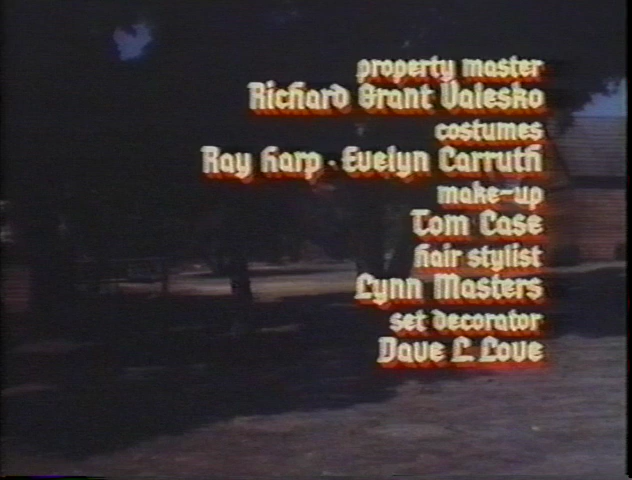 property master
Richard Grant Valesko
costumes
Ray Harp · Evelyn Carruth
make-up
Tom Case
hair stylist
Lynn Masters
set decorator
Dave L Love